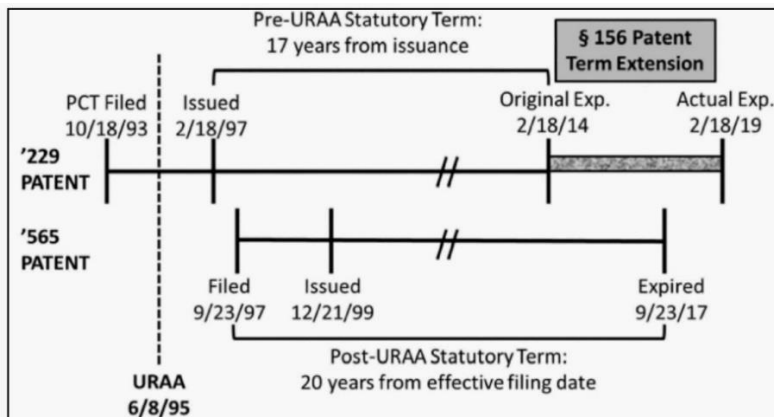 Pre-URAA Statutory Term:
17 years from issuance
§ 156 Patent
Term Extension
PCT Filed
10/18/93
Issued
2/18/97
Original Exp.
2/18/14
Actual Exp.
2/18/19
'229
PATENT
'565
PATENT
Filed
9/23/97
Issued
12/21/99
Expired
9/23/17
Post-URAA Statutory Term:
20 years from effective filing date
URAA
6/8/95